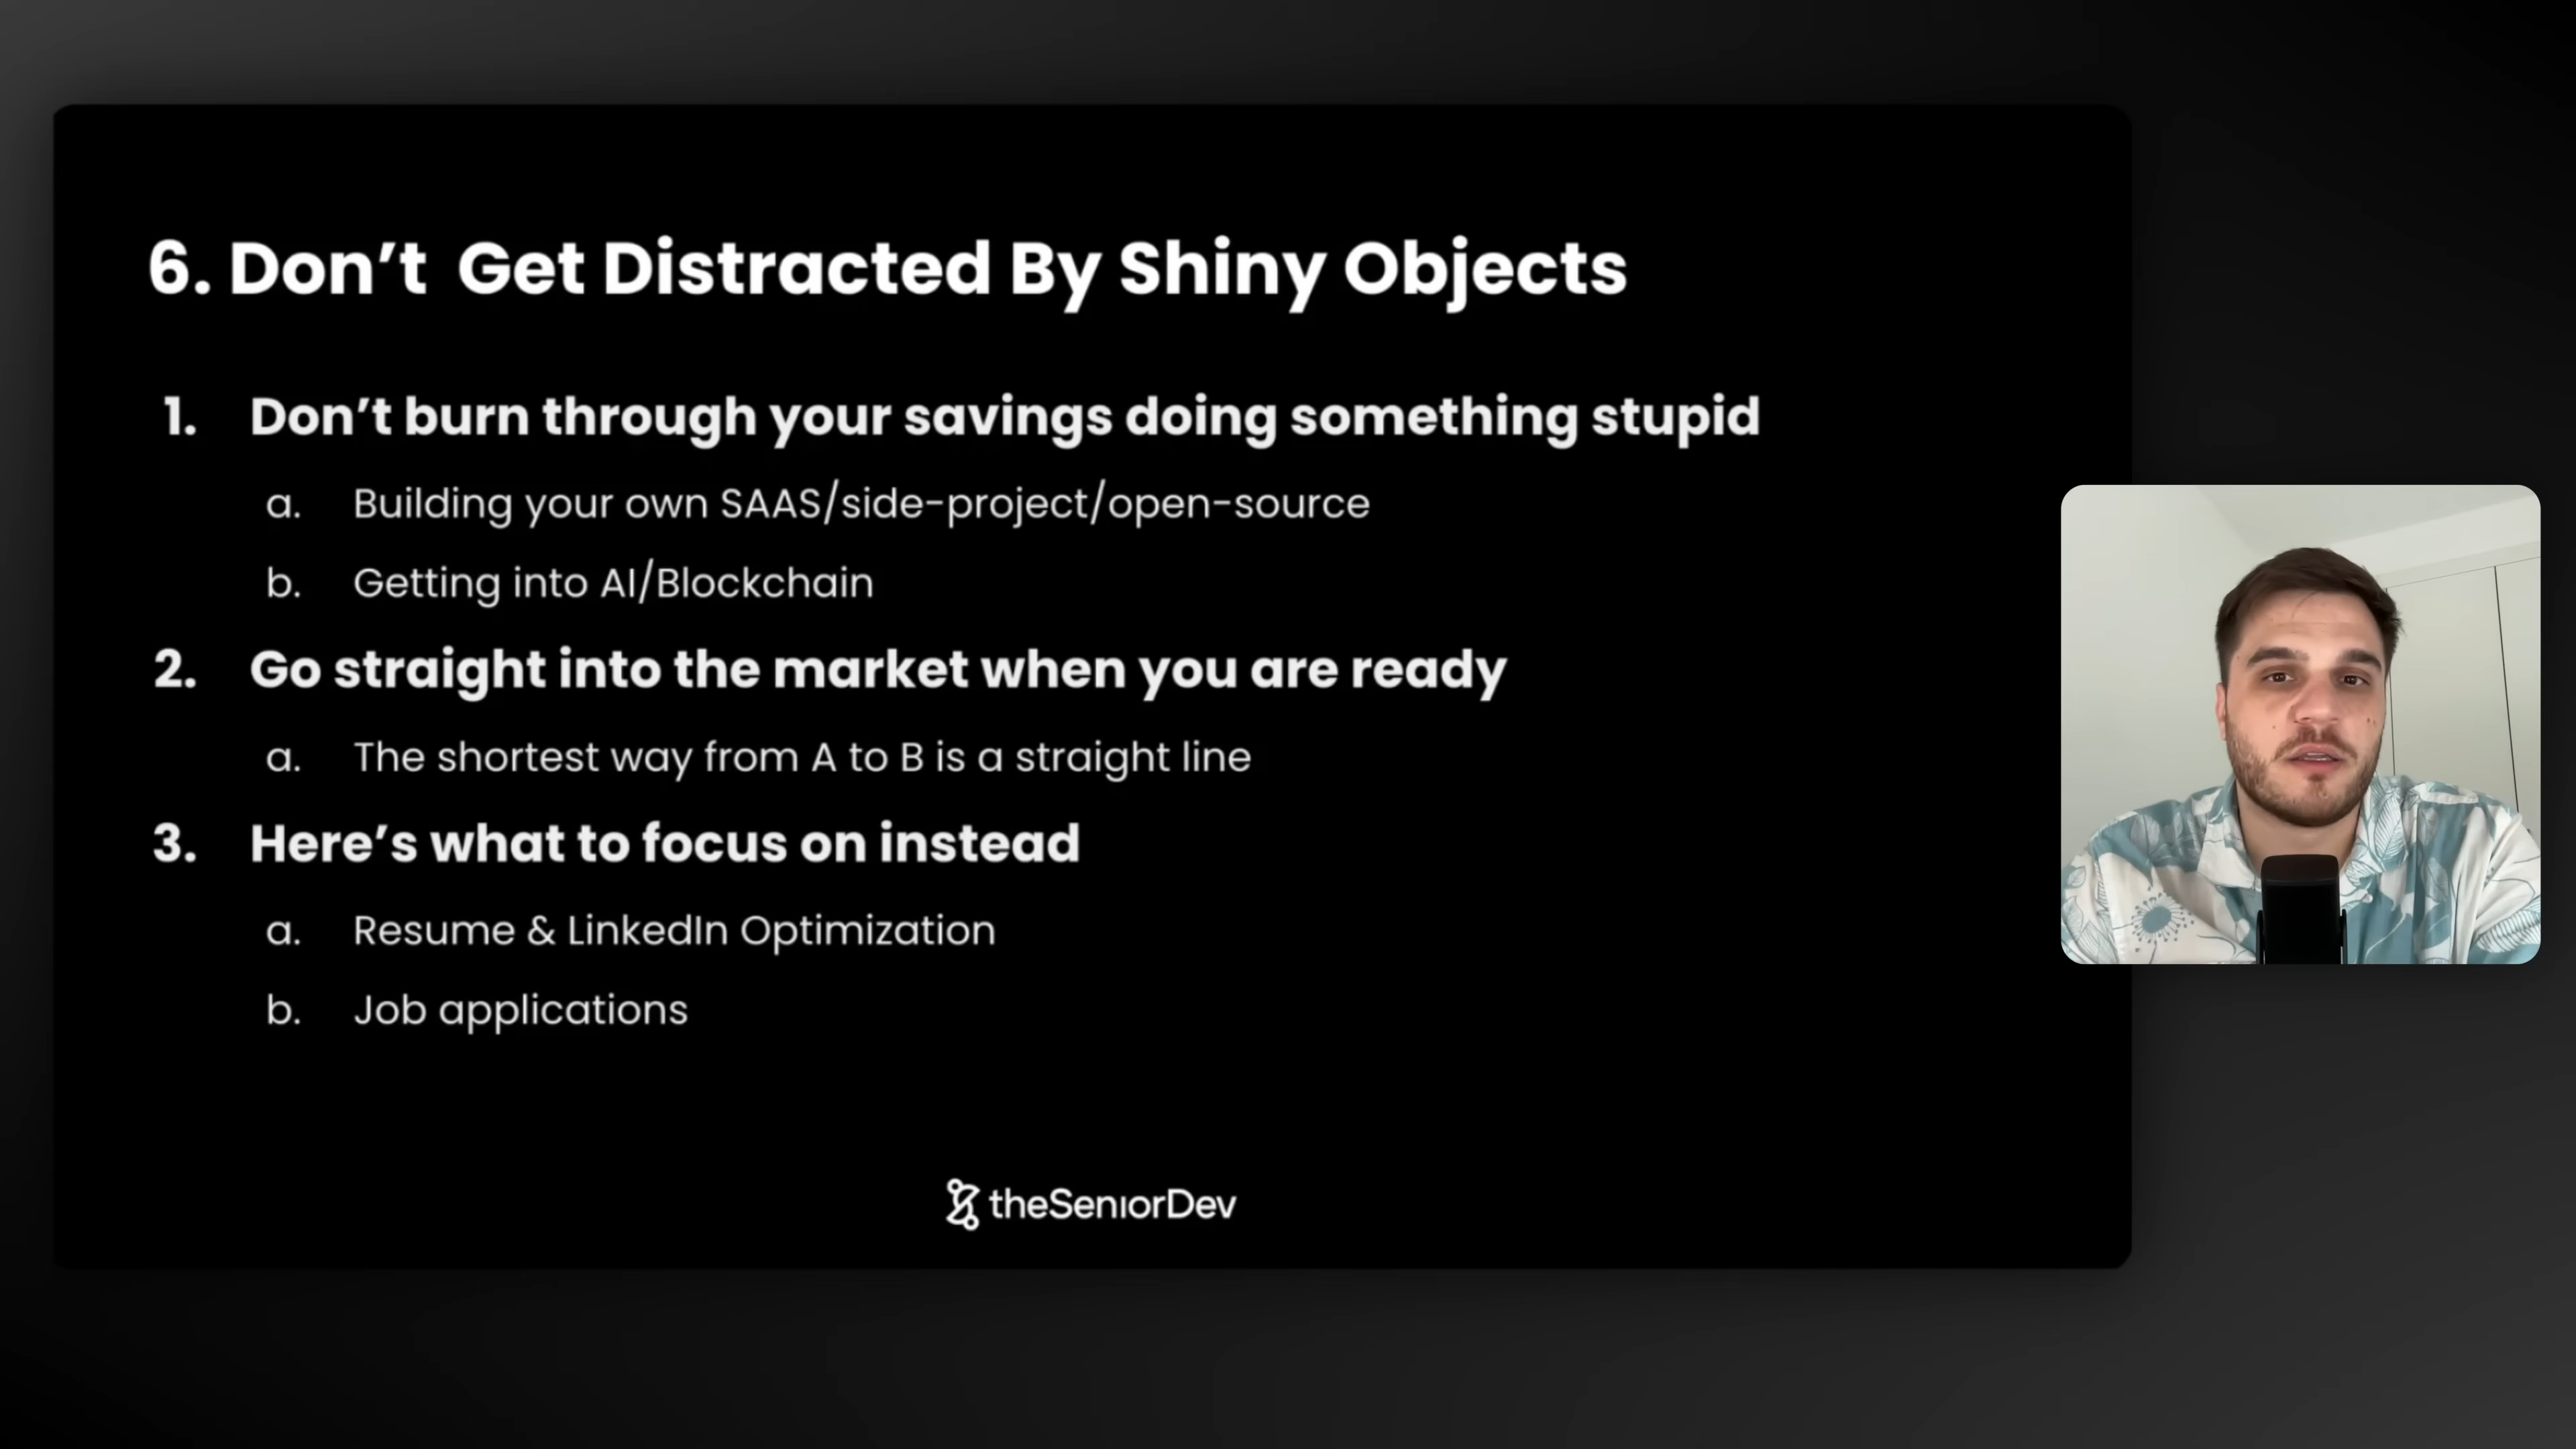 6. Don’t Get Distracted By Shiny Objects
1. Don’t burn through your savings doing something stupid
a. Building your own SAAS/side-project/open-source
b. Getting into AI/Blockchain
2. Go straight into the market when you are ready
a. The shortest way from A to B is a straight line
3. Here’s what to focus on instead
a. Resume & LinkedIn Optimization
b. Job applications
theSeniorDev